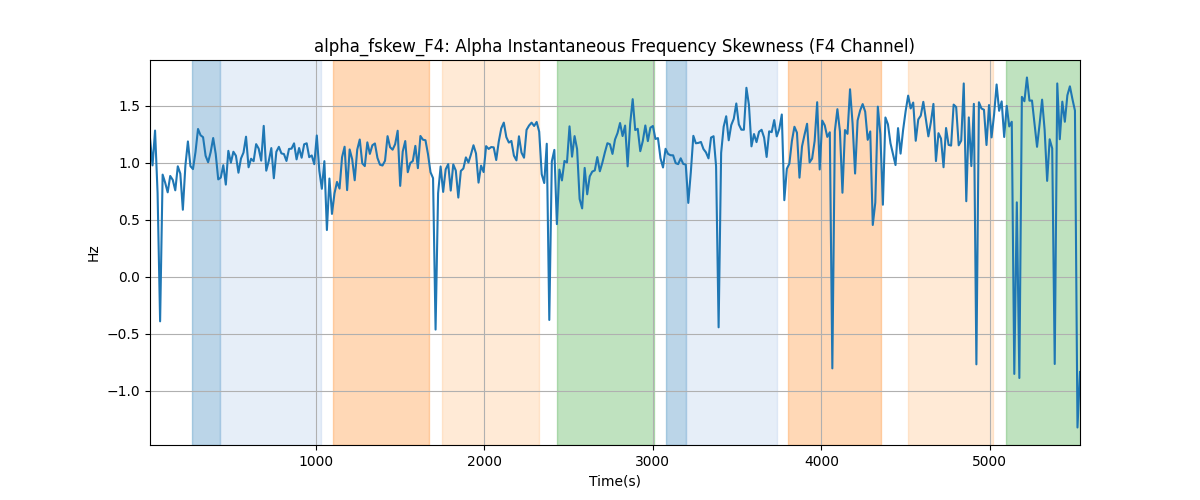 alpha_fskew_F4: Alpha Instantaneous Frequency Skewness (F4 Channel)
Hz
1.5
1.0
0.5
0.0
−0.5
−1.0
1000 2000 3000 4000 5000
Time(s)